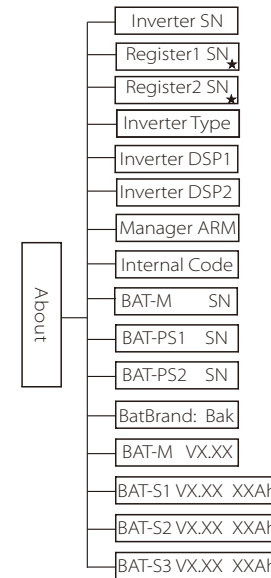 About
Inverter SN
Register1 SN★
Register2 SN★
Inverter Type
Inverter DSP1
Inverter DSP2
Manager ARM
Internal Code
BAT-M SN
BAT-PS1 SN
BAT-PS2 SN
BatBrand: Bak
BAT-M VX.XX
BAT-S1 VX.XX XXAh
BAT-S2 VX.XX XXAh
BAT-S3 VX.XX XXAh